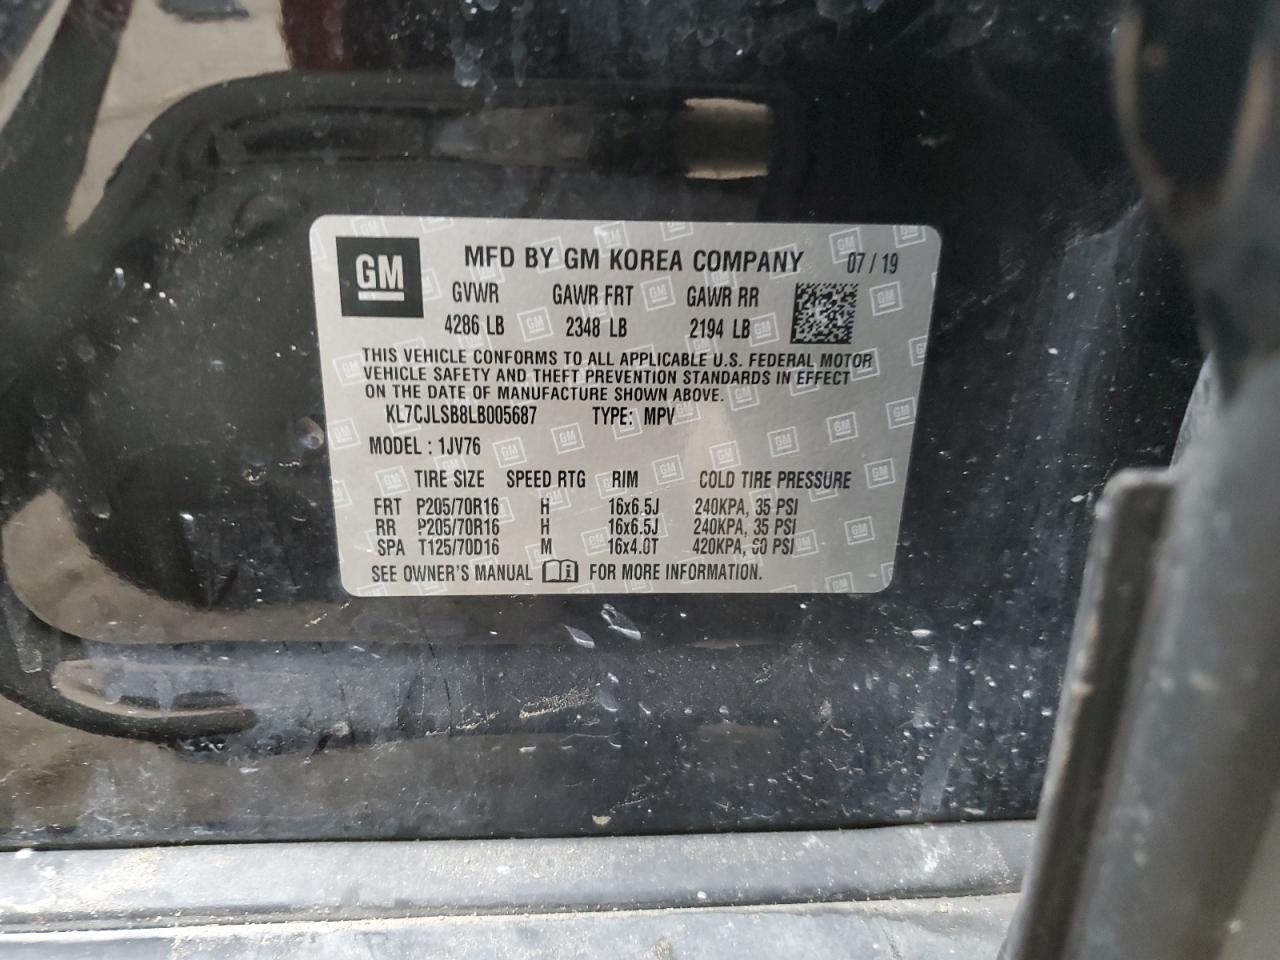 GM
MFD BY GM KOREA COMPANY 07/19
GVWR GAWR FRT GAWR RR
4286 LB 2348 LB 2194 LB
THIS VEHICLE CONFORMS TO ALL APPLICABLE U.S. FEDERAL MOTOR
VEHICLE SAFETY AND THEFT PREVENTION STANDARDS IN EFFECT
ON THE DATE OF MANUFACTURE SHOWN ABOVE.
KL7CJLSB8LB005687 TYPE: MPV
MODEL : 1JV76
TIRE SIZE SPEED RTG RIM COLD TIRE PRESSURE
FRT P205/70R16 H 16x6.5J 240KPA, 35 PSI
RR P205/70R16 H 16x6.5J 240KPA, 35 PSI
SPA T125/70D16 M 16x4.0T 420KPA, 60 PSI
SEE OWNER'S MANUAL FOR MORE INFORMATION.